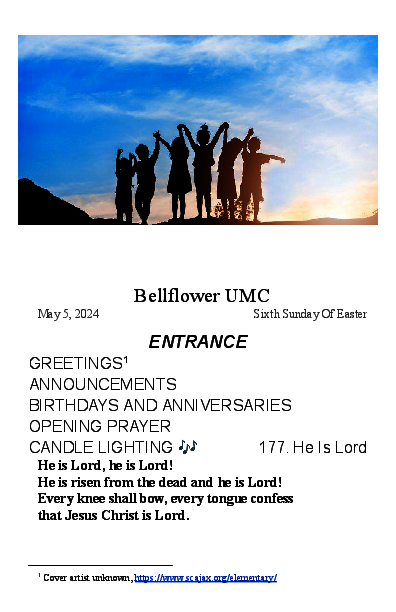 Bellflower UMC
May 5, 2024 Sixth Sunday Of Easter
ENTRANCE
GREETINGS¹
ANNOUNCEMENTS
BIRTHDAYS AND ANNIVERSARIES
OPENING PRAYER
CANDLE LIGHTING 🎶 177. He Is Lord
He is Lord, he is Lord!
He is risen from the dead and he is Lord!
Every knee shall bow, every tongue confess
that Jesus Christ is Lord.
¹ Cover artist unknown, https://www.scajax.org/elementary/